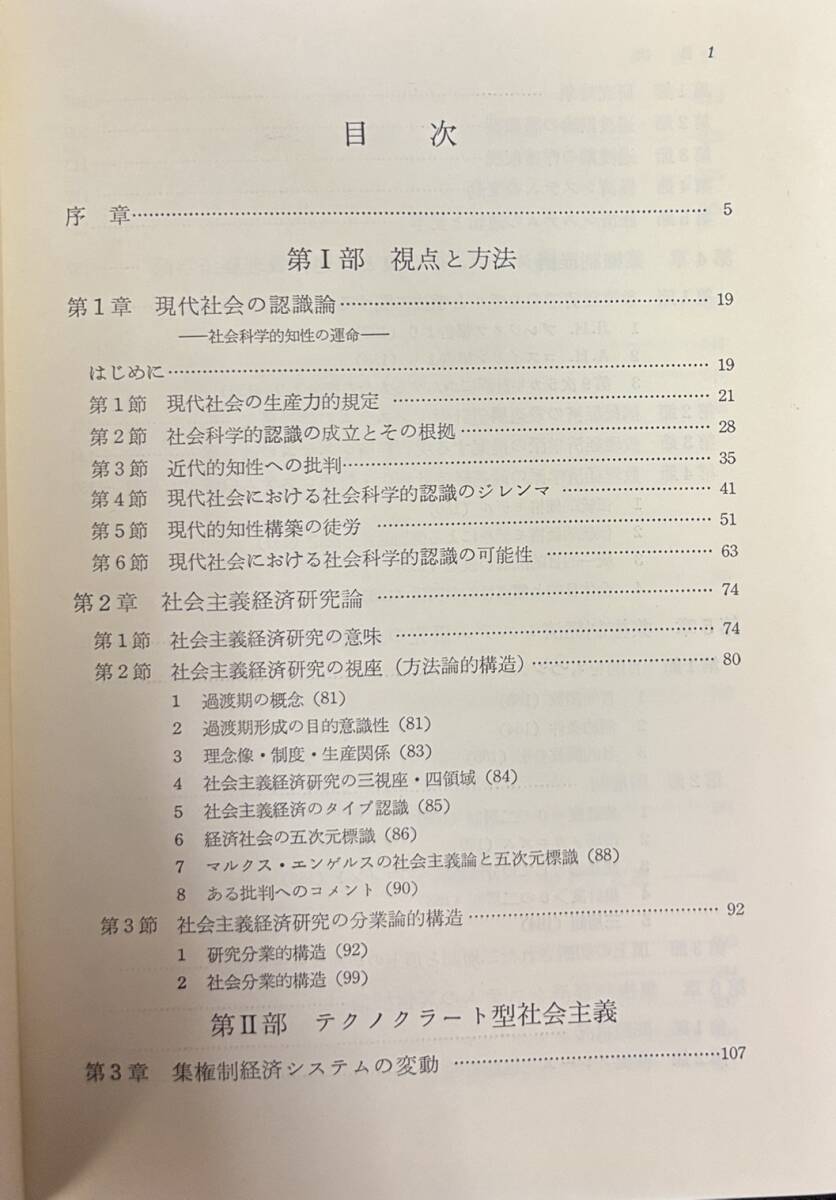 1
目 次
序 章……………5
第Ⅰ部 視点と方法
第1章 現代社会の認識論……………19
――社会科学的知性の運命――
はじめに……………19
第1節 現代社会の生産力的規定……………21
第2節 社会科学的認識の成立とその根拠……………28
第3節 近代的知性への批判……………35
第4節 現代社会における社会科学的認識のジレンマ……………41
第5節 現代的知性構築の徒労……………51
第6節 現代社会における社会科学的認識の可能性……………63
第2章 社会主義経済研究論……………74
第1節 社会主義経済研究の意味……………74
第2節 社会主義経済研究の視座(方法論的構造)……………80
1 過渡期の概念(81)
2 過渡期形成の目的意識性(81)
3 理念像・制度・生産関係(83)
4 社会主義経済研究の三視座・四領域(84)
5 社会主義経済のタイプ認識(85)
6 経済社会の五次元標識(86)
7 マルクス・エンゲルスの社会主義論と五次元標識(88)
8 ある批判へのコメント(90)
第3節 社会主義経済研究の分業論的構造……………92
1 研究分業的構造(92)
2 社会分業的構造(99)
第Ⅱ部 テクノクラート型社会主義
第3章 集権制経済システムの変動……………107